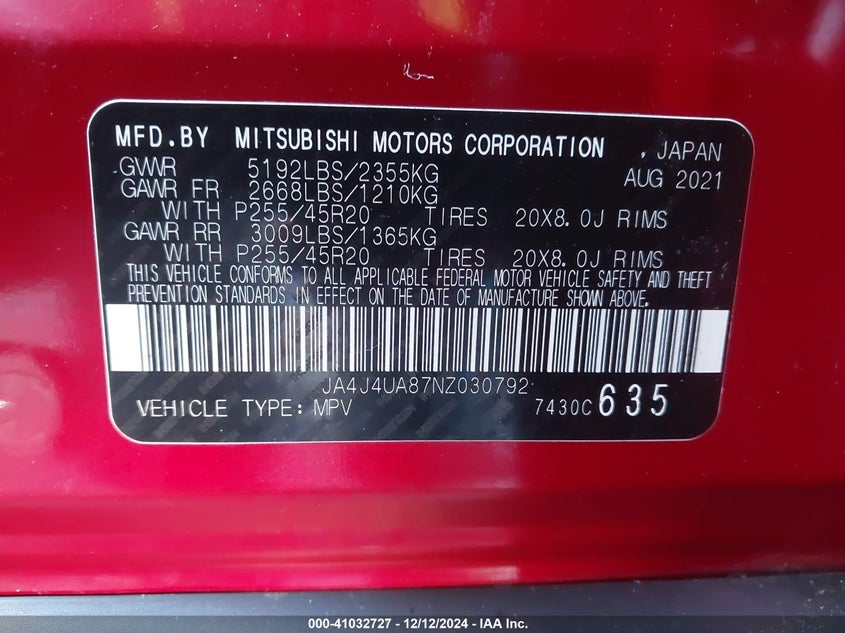 MFD.BY MITSUBISHI MOTORS CORPORATION , JAPAN
GVWR 5192LBS/2355KG AUG 2021
GAWR FR 2668LBS/1210KG
WITH P255/45R20 TIRES 20X8.0J RIMS
GAWR RR 3009LBS/1365KG
WITH P255/45R20 TIRES 20X8.0J RIMS
THIS VEHICLE CONFORMS TO ALL APPLICABLE FEDERAL MOTOR VEHICLE SAFETY AND THEFT
PREVENTION STANDARDS IN EFFECT ON THE DATE OF MANUFACTURE SHOWN ABOVE.
JA4J4UA87NZ030792
VEHICLE TYPE: MPV 7430C 635
000-41032727 - 12/12/2024 - IAA Inc.